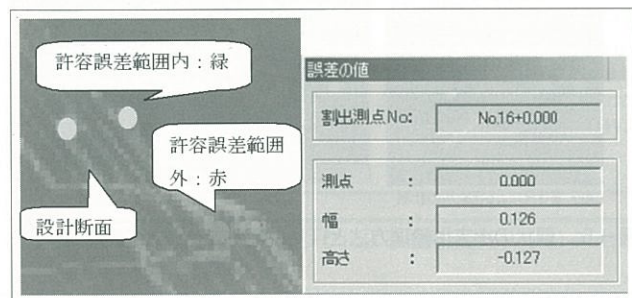 許容誤差範囲内：緑
許容誤差範囲
外：赤
設計断面
誤差の値
割出測点No: No.16+0.000
測点 : 0.000
幅 : 0.126
高さ : -0.127